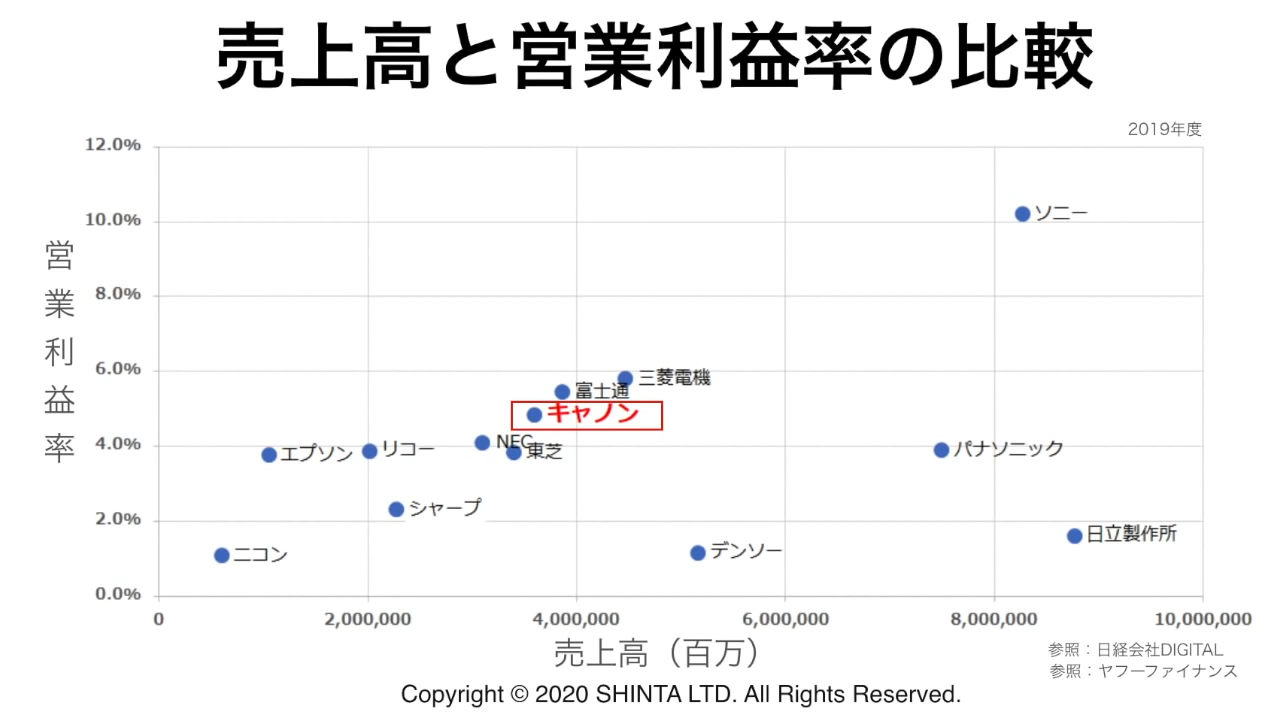 売上高と営業利益率の比較
2019年度
12.0%
10.0%
8.0%
6.0%
4.0%
2.0%
0.0%
営業利益率
ソニー
三菱電機
富士通
キャノン
NEC
東芝
エプソン
リコー
パナソニック
シャープ
日立製作所
ニコン
デンソー
0
2,000,000
4,000,000
6,000,000
8,000,000
10,000,000
売上高（百万）
参照：日経会社DIGITAL
参照：ヤフーファイナンス
Copyright © 2020 SHINTA LTD. All Rights Reserved.